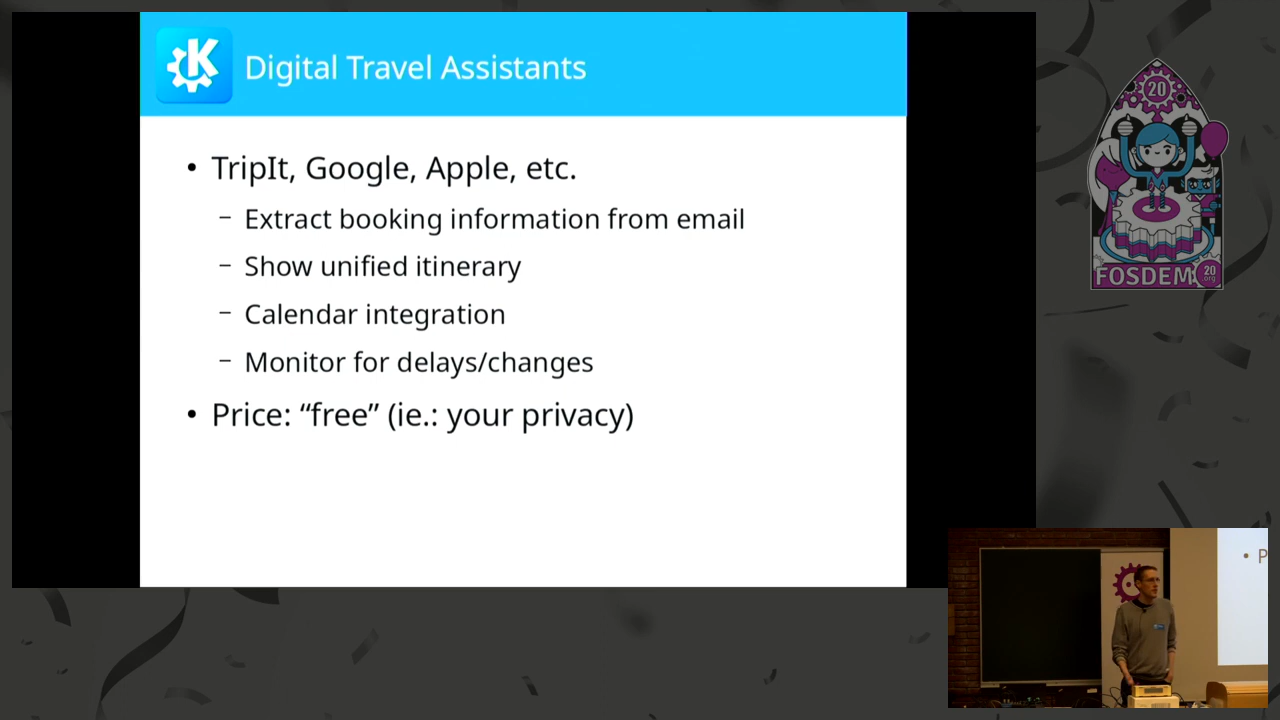 Digital Travel Assistants
• TripIt, Google, Apple, etc.
– Extract booking information from email
– Show unified itinerary
– Calendar integration
– Monitor for delays/changes
• Price: “free” (ie.: your privacy)
20
FOSDEM
20
.org
• P